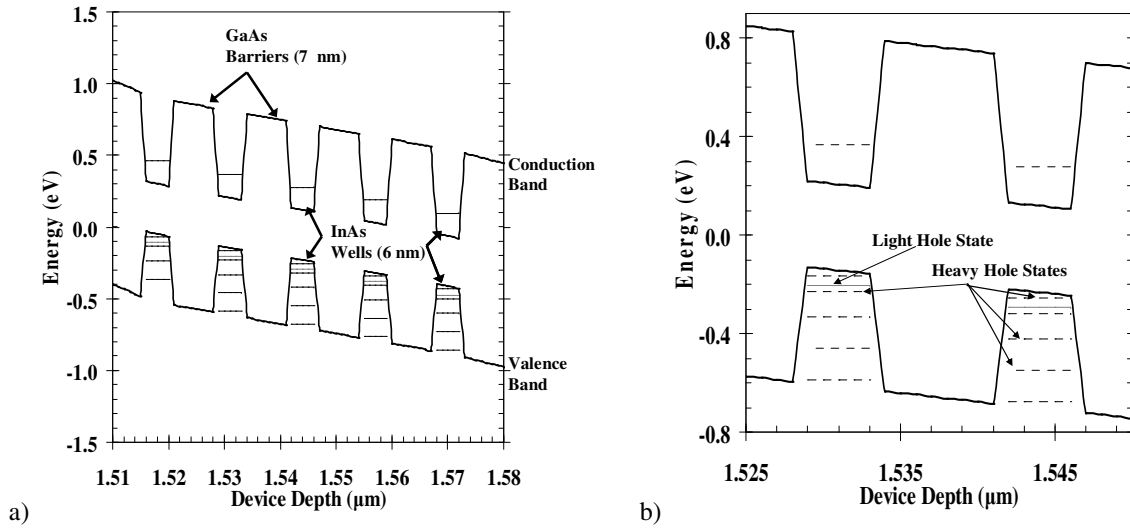 1.5
1.0
0.5
0.0
-0.5
-1.0
-1.5
Energy (eV)
GaAs
Barriers (7 nm)
InAs
Wells (6 nm)
Conduction
Band
Valence
Band
1.51 1.52 1.53 1.54 1.55 1.56 1.57 1.58
Device Depth (µm)
a)
0.8
0.4
0.0
-0.4
-0.8
Energy (eV)
Light Hole State
Heavy Hole States
1.525 1.535 1.545
Device Depth (µm)
b)